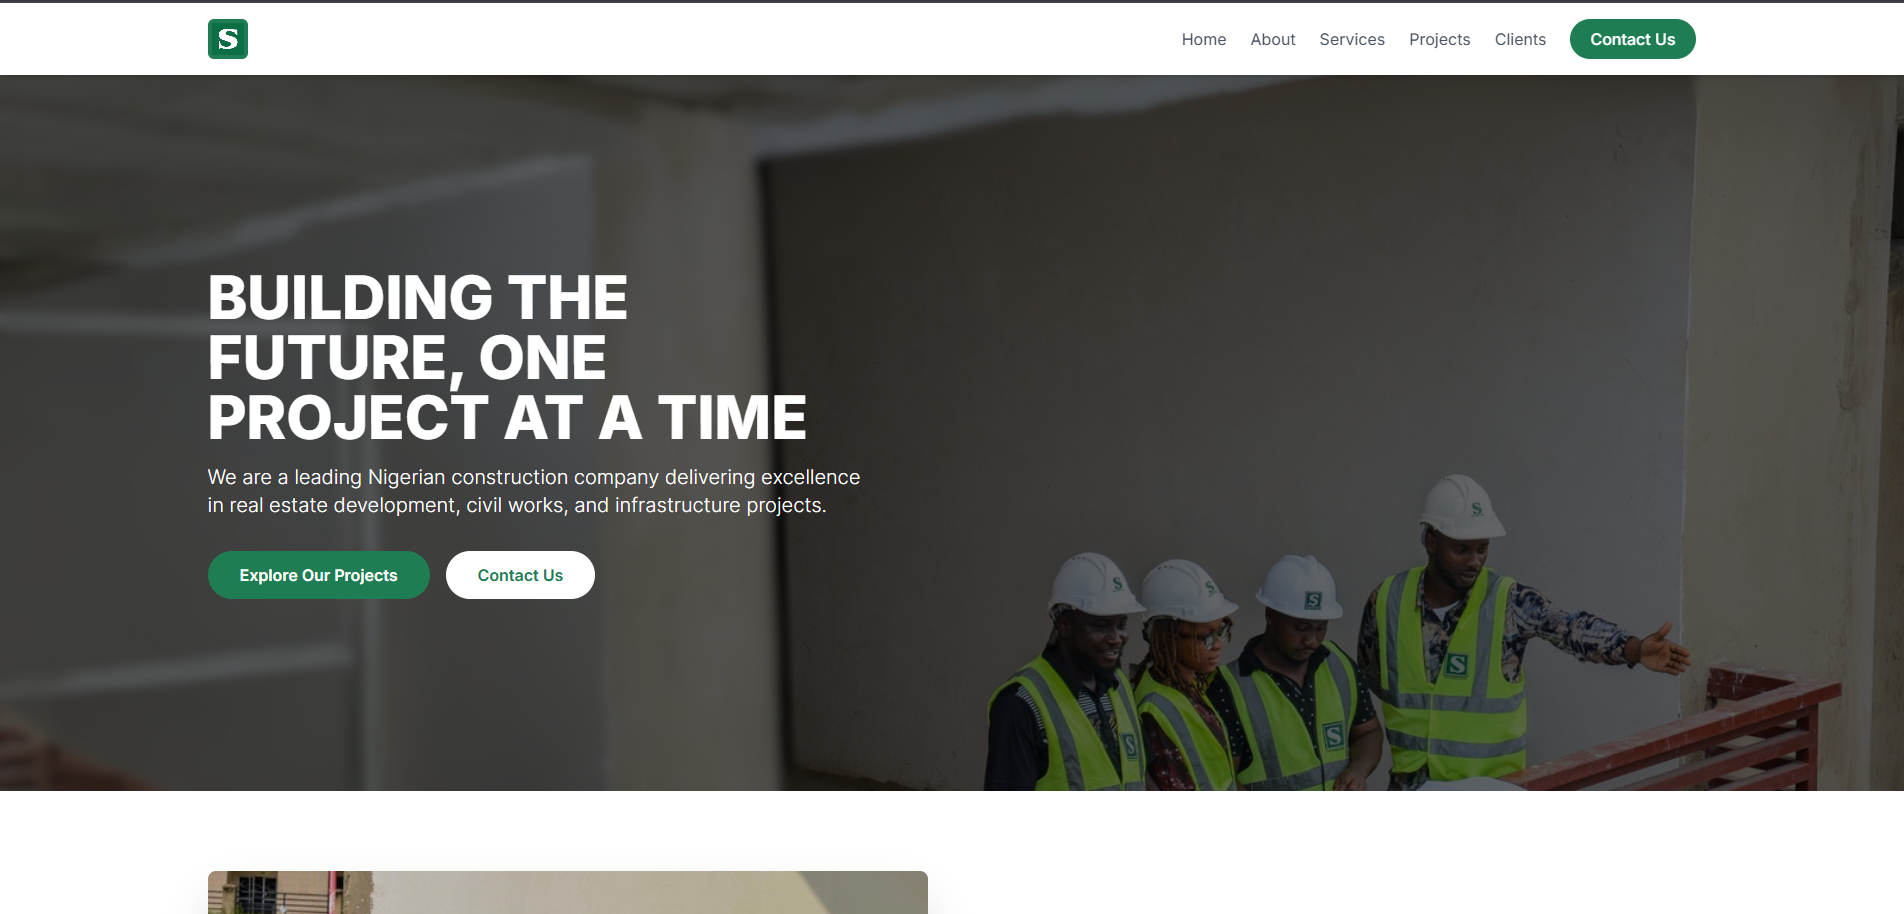 S
Home About Services Projects Clients Contact Us
BUILDING THE
FUTURE, ONE
PROJECT AT A TIME
We are a leading Nigerian construction company delivering excellence
in real estate development, civil works, and infrastructure projects.
Explore Our Projects Contact Us
S
S
S
S
S
S
S